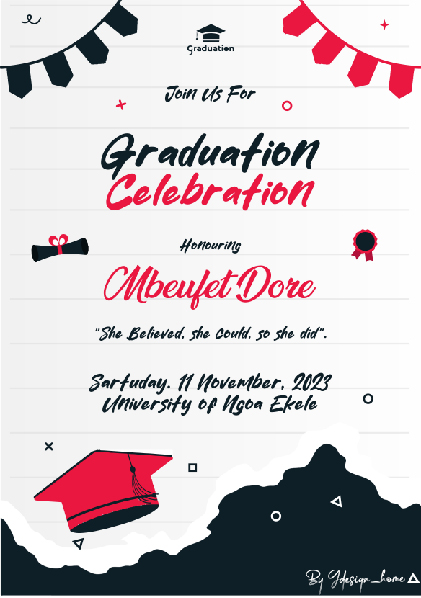 Graduation
Join Us For
Graduation
Celebration
Honouring
Mbeufet Dore
"She Believed, she Could, so she did".
Sartuday, 11 November, 2023
University of Ngoa Ekele
By Jdesign_home